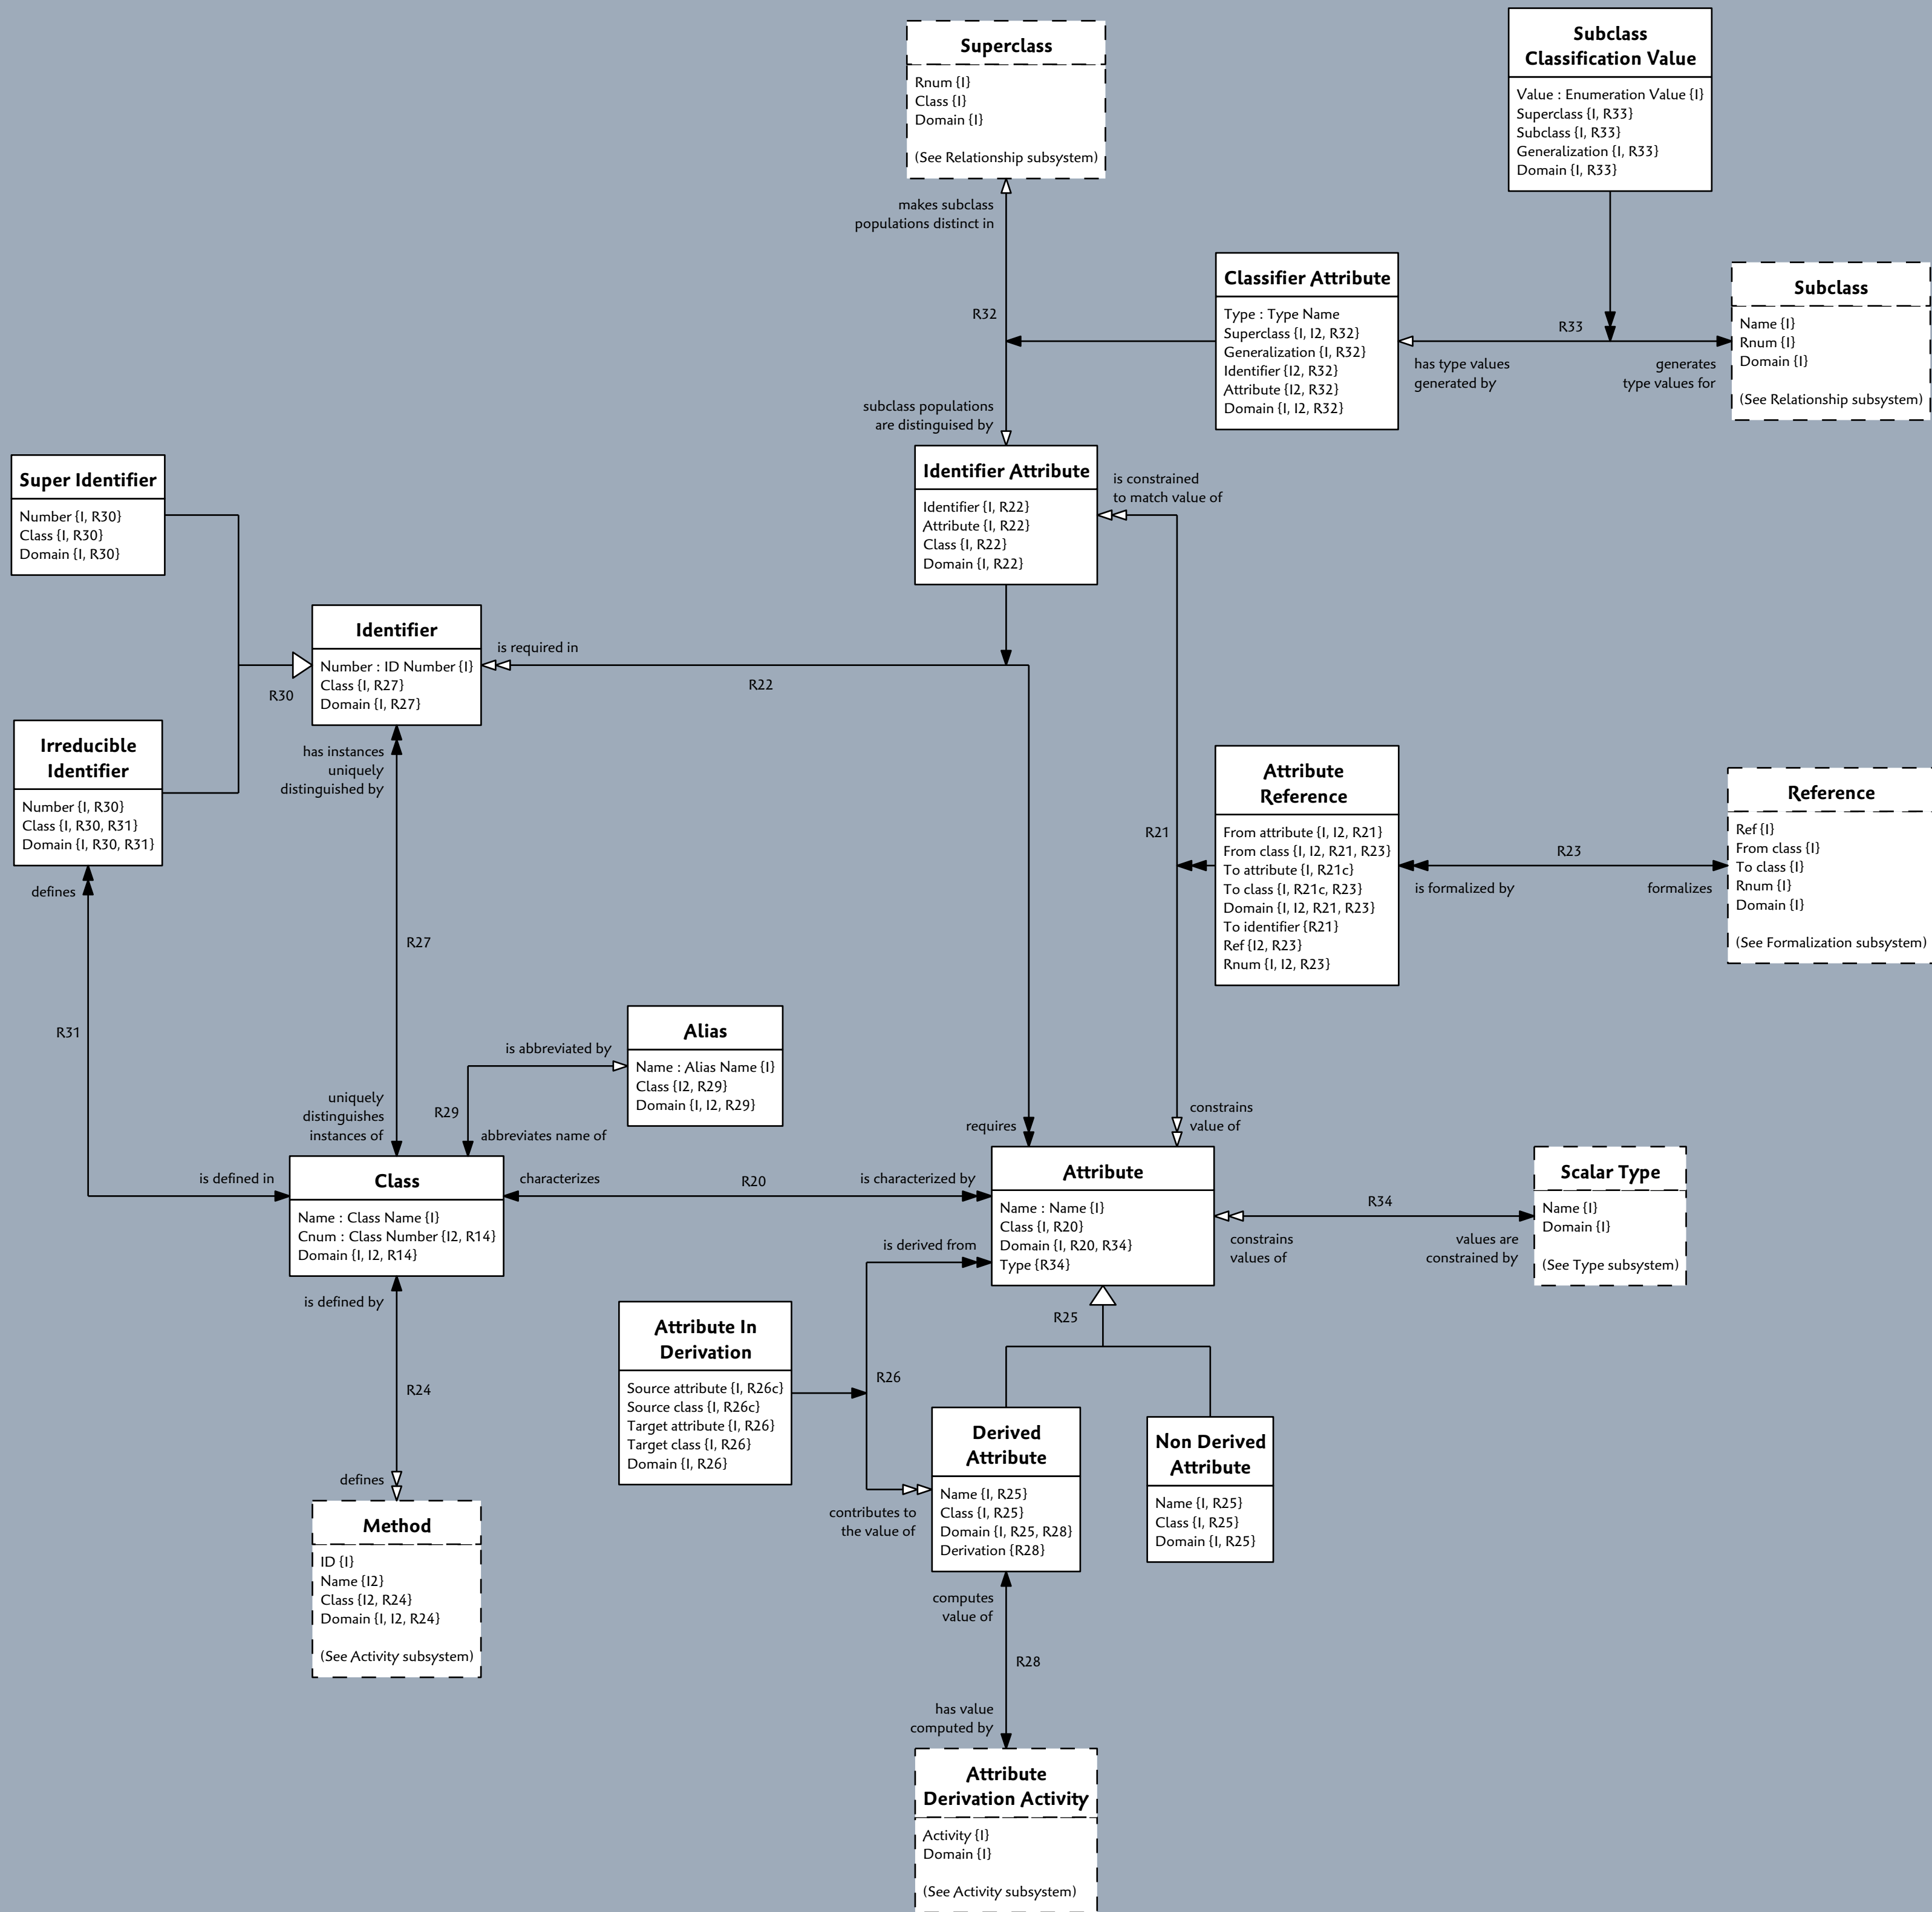 Superclass
Rnum {I}
Class {I}
Domain {I}
(See Relationship subsystem)
Subclass
Classification Value
Value : Enumeration Value {I}
Superclass {I, R33}
Subclass {I, R33}
Generalization {I, R33}
Domain {I, R33}
makes subclass
populations distinct in
R32
subclass populations
are distinguised by
Classifier Attribute
Type : Type Name
Superclass {I, I2, R32}
Generalization {I, R32}
Identifier {I2, R32}
Attribute {I2, R32}
Domain {I, I2, R32}
R33
has type values
generated by
generates
type values for
Subclass
Name {I}
Rnum {I}
Domain {I}
(See Relationship subsystem)
Super Identifier
Number {I, R30}
Class {I, R30}
Domain {I, R30}
Identifier Attribute
Identifier {I, R22}
Attribute {I, R22}
Class {I, R22}
Domain {I, R22}
is constrained
to match value of
Identifier
Number : ID Number {I}
Class {I, R27}
Domain {I, R27}
R30
is required in
R22
Irreducible
Identifier
Number {I, R30}
Class {I, R30, R31}
Domain {I, R30, R31}
has instances
uniquely
distinguished by
defines
R27
R31
R21
Attribute
Reference
From attribute {I, I2, R21}
From class {I, I2, R21, R23}
To attribute {I, R21c}
To class {I, R21c, R23}
Domain {I, I2, R21, R23}
To identifier {R21}
Ref {I2, R23}
Rnum {I, I2, R23}
R23
is formalized by
formalizes
Reference
Ref {I}
From class {I}
To class {I}
Rnum {I}
Domain {I}
(See Formalization subsystem)
Alias
Name : Alias Name {I}
Class {I2, R29}
Domain {I, I2, R29}
is abbreviated by
R29
abbreviates name of
uniquely
distinguishes
instances of
requires
constrains
value of
is defined in
Class
Name : Class Name {I}
Cnum : Class Number {I2, R14}
Domain {I, I2, R14}
characterizes
R20
is characterized by
Attribute
Name : Name {I}
Class {I, R20}
Domain {I, R20, R34}
Type {R34}
R34
constrains
values of
values are
constrained by
Scalar Type
Name {I}
Domain {I}
(See Type subsystem)
is derived from
is defined by
R24
defines
Method
ID {I}
Name {I2}
Class {I2, R24}
Domain {I, I2, R24}
(See Activity subsystem)
Attribute In
Derivation
Source attribute {I, R26c}
Source class {I, R26c}
Target attribute {I, R26}
Target class {I, R26}
Domain {I, R26}
R26
R25
contributes to
the value of
Derived
Attribute
Name {I, R25}
Class {I, R25}
Domain {I, R25, R28}
Derivation {R28}
Non Derived
Attribute
Name {I, R25}
Class {I, R25}
Domain {I, R25}
computes
value of
R28
has value
computed by
Attribute
Derivation Activity
Activity {I}
Domain {I}
(See Activity subsystem)